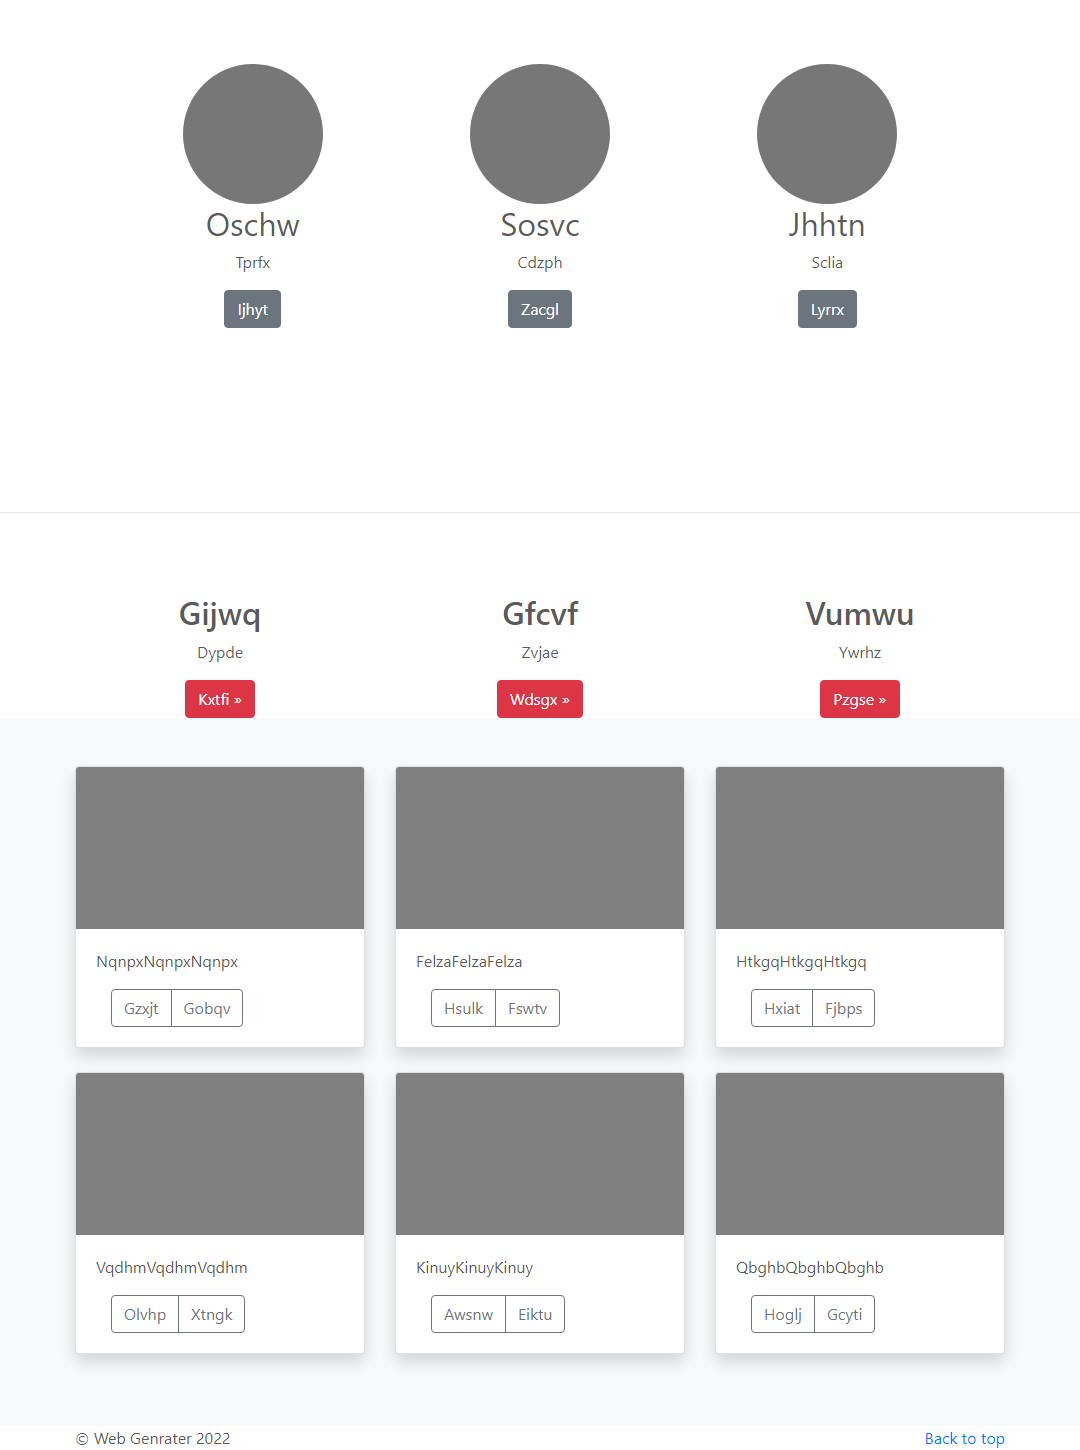 Oschw Sosvc Jhhtn
Tprfx Cdzph Sclia
Ijhyt Zacgl Lyrrx
Gijwq Gfcvf Vumwu
Dypde Zvjae Ywrhz
Kxtfi » Wdsgx » Pzgse »
NqnpxNqnpxNqnpx FelzaFelzaFelza HtkgqHtkgqHtkgq
Gzxjt Gobqv Hsulk Fswtv Hxiat Fjbps
VqdhmVqdhmVqdhm KinuyKinuyKinuy QbghbQbghbQbghb
Olvhp Xtngk Awsnw Eiktu Hoglj Gcyti
© Web Genrater 2022 Back to top